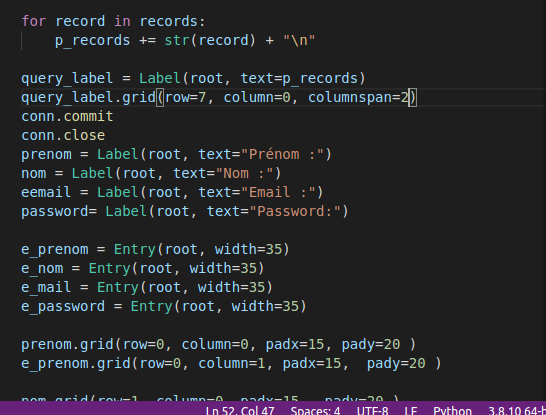 for record in records:
    p_records += str(record) + "\n"
query_label = Label(root, text=p_records)
query_label.grid(row=7, column=0, columnspan=2)
conn.commit
conn.close
prenom = Label(root, text="Prénom :")
nom = Label(root, text="Nom :")
eemail = Label(root, text="Email :")
password= Label(root, text="Password:")
e_prenom = Entry(root, width=35)
e_nom = Entry(root, width=35)
e_mail = Entry(root, width=35)
e_password = Entry(root, width=35)
prenom.grid(row=0, column=0, padx=15, pady=20 )
e_prenom.grid(row=0, column=1, padx=15,  pady=20 )
nom.grid(row=1, column=0, padx=15,  pady=20 )
Ln 52, Col 47 Spaces: 4 UTF-8 LF Python 3.8.10 64-b